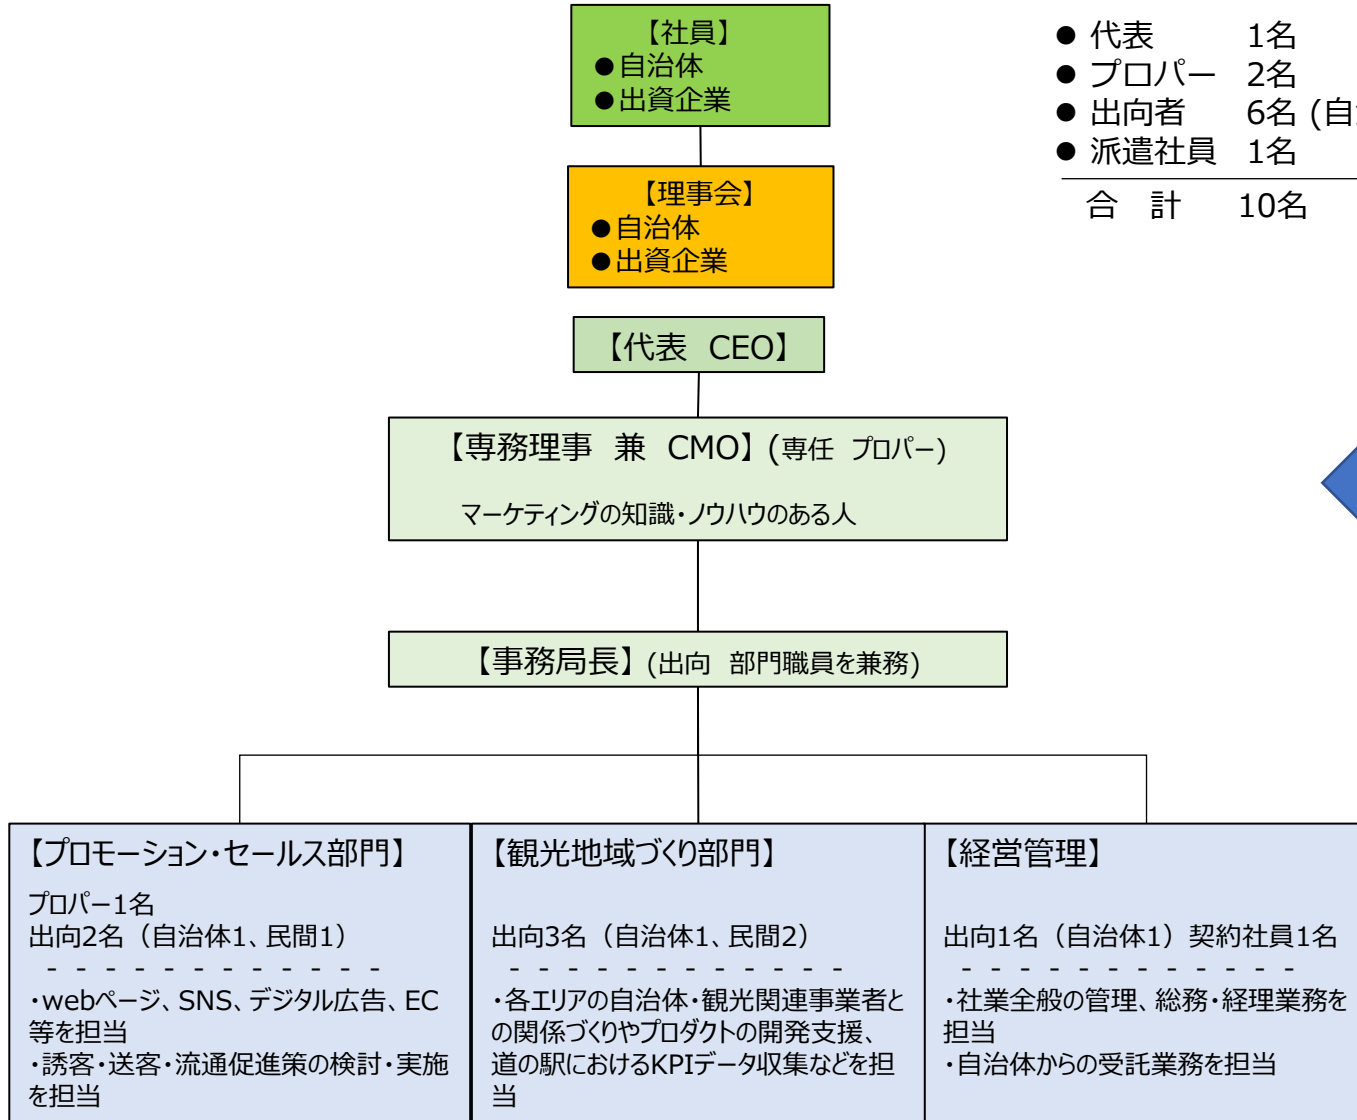 【社員】
●自治体
●出資企業
● 代表 1名
● プロパー 2名
● 出向者 6名 (自
● 派遣社員 1名
合 計 10名
【理事会】
●自治体
●出資企業
【代表 CEO】
【専務理事 兼 CMO】(専任 プロパー)
マーケティングの知識・ノウハウのある人
【事務局長】(出向 部門職員を兼務)
【プロモーション・セールス部門】
プロパー1名
出向2名（自治体1、民間1）
- - - - - - - - - - - -
・webページ、SNS、デジタル広告、EC
等を担当
・誘客・送客・流通促進策の検討・実施
を担当
【観光地域づくり部門】
出向3名（自治体1、民間2）
- - - - - - - - - - - -
・各エリアの自治体・観光関連事業者と
の関係づくりやプロダクトの開発支援、
道の駅におけるKPIデータ収集などを担
当
【経営管理】
出向1名（自治体1）契約社員1名
- - - - - - - - - - - -
・社業全般の管理、総務・経理業務を
担当
・自治体からの受託業務を担当